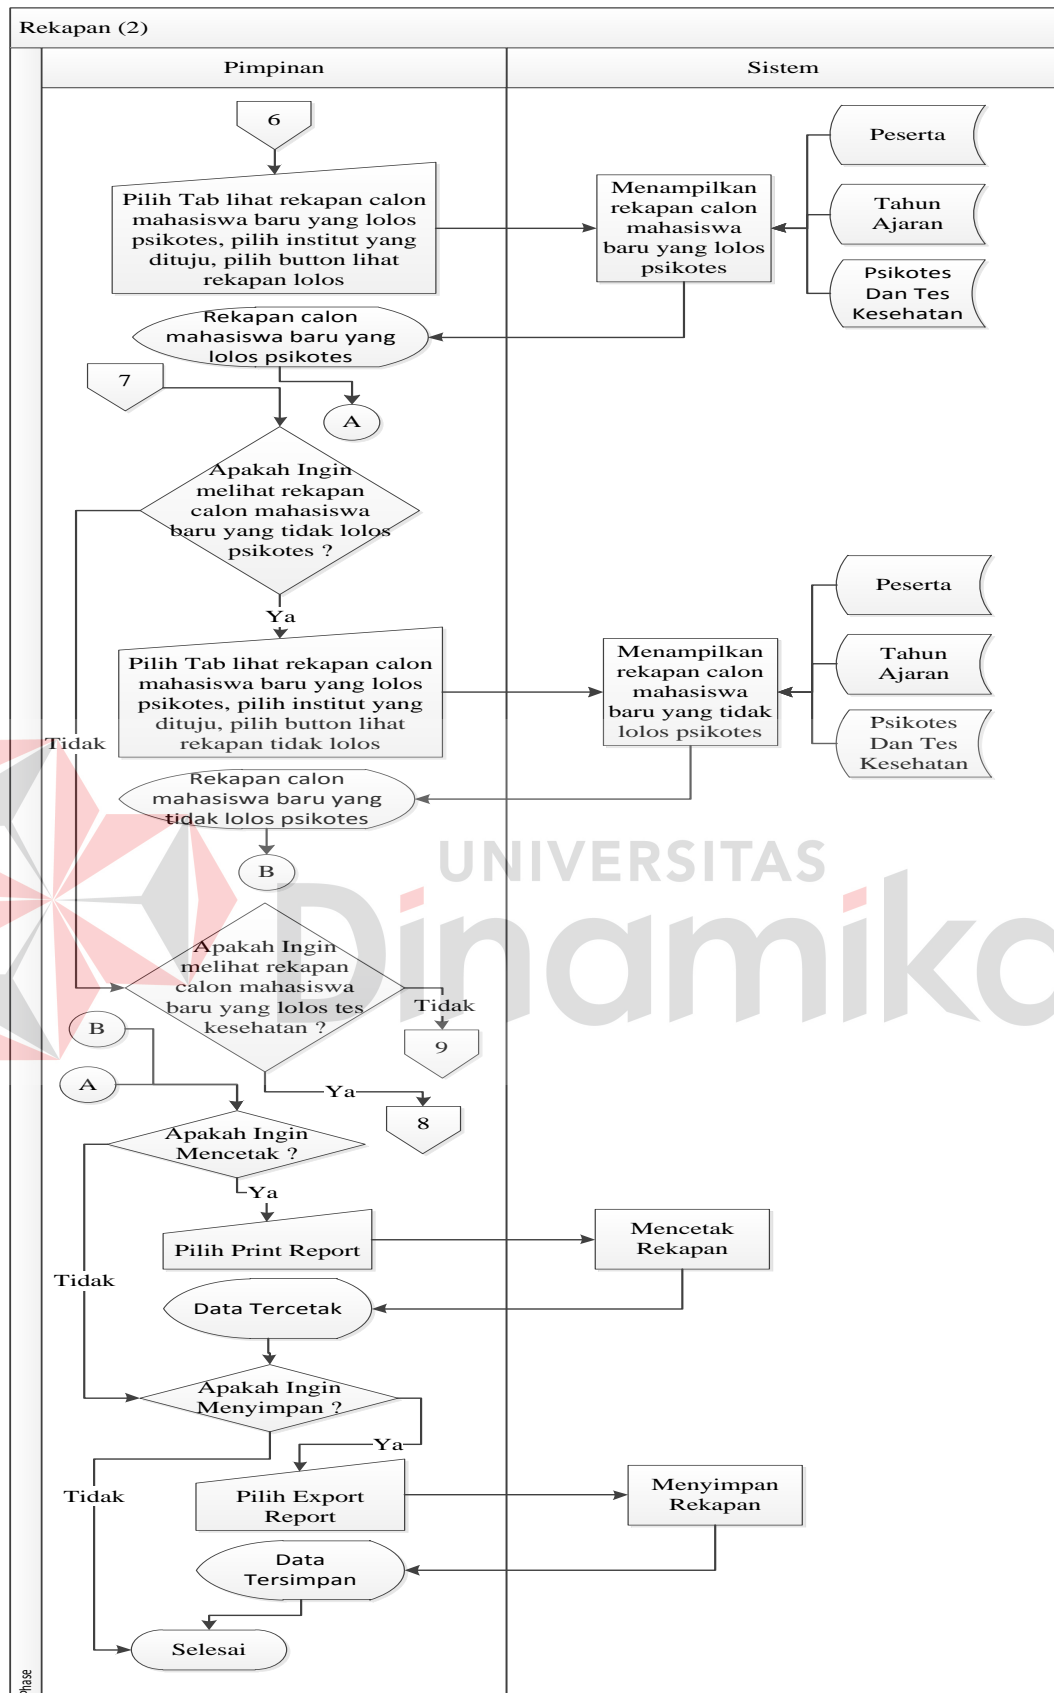 Rekapan (2)
Pimpinan
Sistem
6
Pilih Tab lihat rekapan calon
mahasiswa baru yang lolos
psikotes, pilih institut yang
dituju, pilih button lihat
rekapan lolos
Menampilkan
rekapan calon
mahasiswa
baru yang lolos
psikotes
Peserta
Tahun
Ajaran
Psikotes
Dan Tes
Kesehatan
Rekapan calon
mahasiswa baru yang
lolos psikotes
7
A
Apakah Ingin
melihat rekapan
calon mahasiswa
baru yang tidak lolos
psikotes ?
Ya
Tidak
Pilih Tab lihat rekapan calon
mahasiswa baru yang lolos
psikotes, pilih institut yang
dituju, pilih button lihat
rekapan tidak lolos
Menampilkan
rekapan calon
mahasiswa
baru yang tidak
lolos psikotes
Peserta
Tahun
Ajaran
Psikotes
Dan Tes
Kesehatan
Rekapan calon
mahasiswa baru yang
tidak lolos psikotes
B
UNIVERSITAS
Dinamika
Apakah Ingin
melihat rekapan
calon mahasiswa
baru yang lolos tes
kesehatan ?
Tidak
9
B
A
Ya
8
Apakah Ingin
Mencetak ?
Ya
Tidak
Pilih Print Report
Mencetak
Rekapan
Data Tercetak
Apakah Ingin
Menyimpan ?
Ya
Tidak
Pilih Export
Report
Menyimpan
Rekapan
Data
Tersimpan
Selesai
Phase